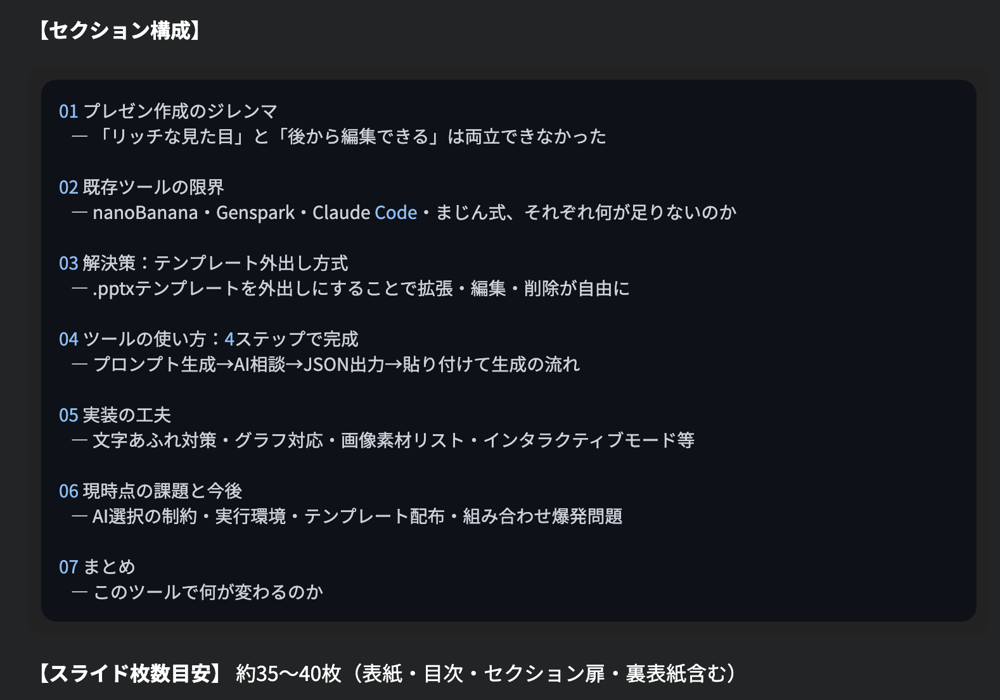 【セクション構成】
01 プレゼン作成のジレンマ
― 「リッチな見た目」と「後から編集できる」は両立できなかった
02 既存ツールの限界
― nanoBanana・Genspark・Claude Code・まじん式、それぞれ何が足りないのか
03 解決策：テンプレート外出し方式
― .pptxテンプレートを外出しにすることで拡張・編集・削除が自由に
04 ツールの使い方：4ステップで完成
― プロンプト生成→AI相談→JSON出力→貼り付けて生成の流れ
05 実装の工夫
― 文字あふれ対策・グラフ対応・画像素材リスト・インタラクティブモード等
06 現時点の課題と今後
― AI選択の制約・実行環境・テンプレート配布・組み合わせ爆発問題
07 まとめ
― このツールで何が変わるのか
【スライド枚数目安】 約35〜40枚（表紙・目次・セクション扉・裏表紙含む）